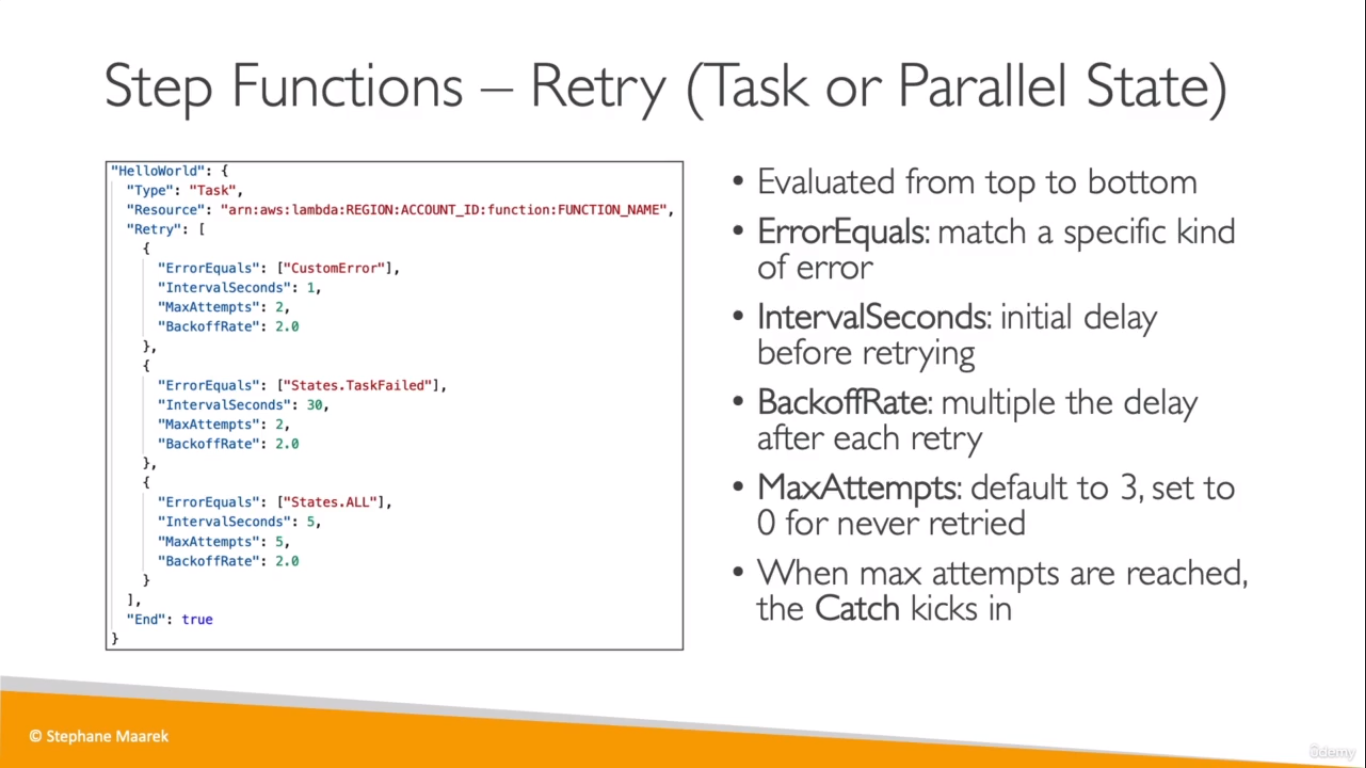 Step Functions – Retry (Task or Parallel State)
"HelloWorld": {
"Type": "Task",
"Resource": "arn:aws:lambda:REGION:ACCOUNT_ID:function:FUNCTION_NAME",
"Retry": [
{
"ErrorEquals": ["CustomError"],
"IntervalSeconds": 1,
"MaxAttempts": 2,
"BackoffRate": 2.0
},
{
"ErrorEquals": ["States.TaskFailed"],
"IntervalSeconds": 30,
"MaxAttempts": 2,
"BackoffRate": 2.0
},
{
"ErrorEquals": ["States.ALL"],
"IntervalSeconds": 5,
"MaxAttempts": 5,
"BackoffRate": 2.0
}
],
"End": true
}
• Evaluated from top to bottom
• ErrorEquals: match a specific kind
of error
• IntervalSeconds: initial delay
before retrying
• BackoffRate: multiple the delay
after each retry
• MaxAttempts: default to 3, set to
0 for never retried
• When max attempts are reached,
the Catch kicks in
© Stephane Maarek
Udemy